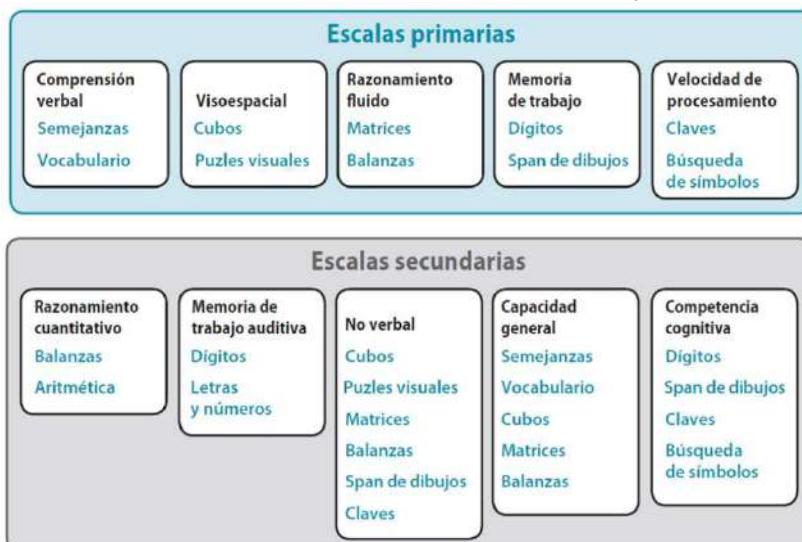 Escalas primarias
Comprensión
verbal
Semejanzas
Vocabulario
Visoespacial
Cubos
Puzles visuales
Razonamiento
fluido
Matrices
Balanzas
Memoria
de trabajo
Dígitos
Span de dibujos
Velocidad de
procesamiento
Claves
Búsqueda
de símbolos
Escalas secundarias
Razonamiento
cuantitativo
Balanzas
Aritmética
Memoria de
trabajo auditiva
Dígitos
Letras
y números
No verbal
Cubos
Puzles visuales
Matrices
Balanzas
Span de dibujos
Claves
Capacidad
general
Semejanzas
Vocabulario
Cubos
Matrices
Balanzas
Competencia
cognitiva
Dígitos
Span de dibujos
Claves
Búsqueda
de símbolos